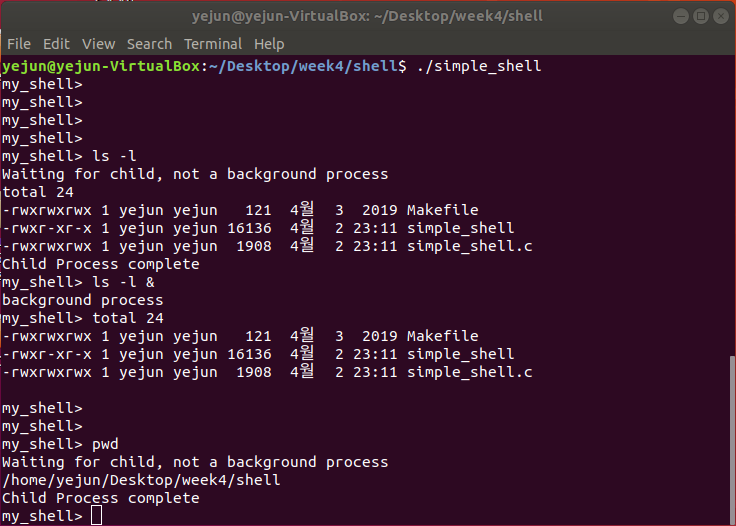 yejun@yejun-VirtualBox: ~/Desktop/week4/shell
File Edit View Search Terminal Help
yejun@yejun-VirtualBox:~/Desktop/week4/shell$ ./simple_shell
my_shell>
my_shell>
my_shell>
my_shell>
my_shell> ls -l
Waiting for child, not a background process
total 24
-rwxrwxrwx 1 yejun yejun   121  4월  3  2019 Makefile
-rwxr-xr-x 1 yejun yejun 16136  4월  2 23:11 simple_shell
-rwxrwxrwx 1 yejun yejun  1908  4월  2 23:11 simple_shell.c
Child Process complete
my_shell> ls -l &
background process
my_shell> total 24
-rwxrwxrwx 1 yejun yejun   121  4월  3  2019 Makefile
-rwxr-xr-x 1 yejun yejun 16136  4월  2 23:11 simple_shell
-rwxrwxrwx 1 yejun yejun  1908  4월  2 23:11 simple_shell.c
my_shell>
my_shell>
my_shell> pwd
Waiting for child, not a background process
/home/yejun/Desktop/week4/shell
Child Process complete
my_shell>